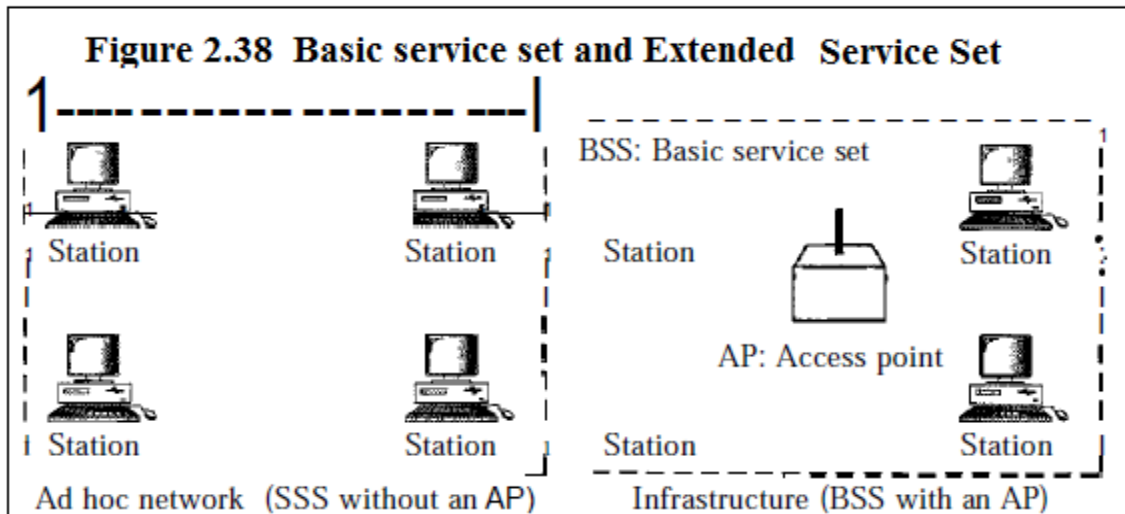 Figure 2.38 Basic service set and Extended Service Set
BSS: Basic service set
Station Station Station Station
AP: Access point
Station Station Station Station
Ad hoc network (SSS without an AP) Infrastructure (BSS with an AP)